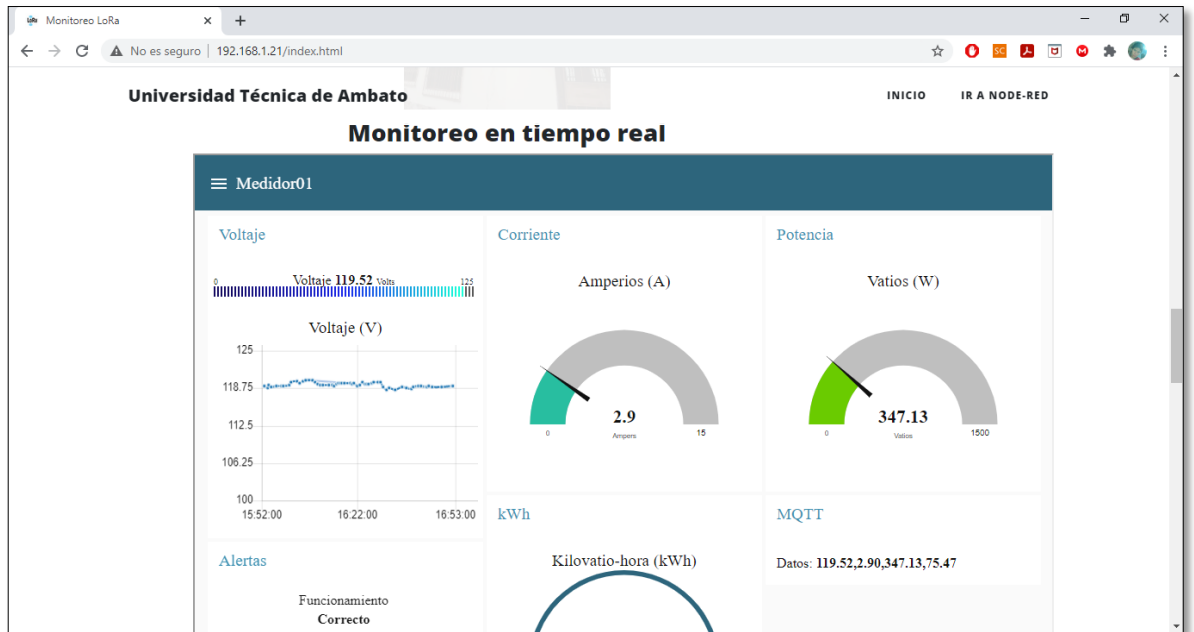 Monitoreo LoRa
No es seguro | 192.168.1.21/index.html
Universidad Técnica de Ambato
INICIO
IR A NODE-RED
Monitoreo en tiempo real
Medidor01
Voltaje
0
Voltaje 119.52 Volts
125
Voltaje (V)
125
118.75
112.5
106.25
100
15:52:00
16:22:00
16:53:00
Alertas
Funcionamiento
Correcto
Corriente
Amperios (A)
2.9
Ampers
0
15
kWh
Kilovatio-hora (kWh)
Potencia
Vatios (W)
347.13
Vatios
0
1500
MQTT
Datos: 119.52,2.90,347.13,75.47